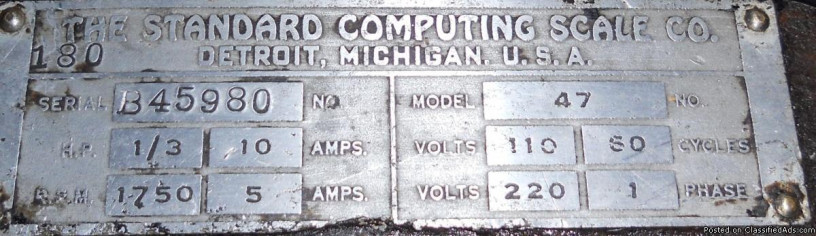 THE STANDARD COMPUTING SCALE CO.
180
DETROIT, MICHIGAN. U.S.A.
SERIAL B45980 NO. MODEL 47 NO.
H.P. 1/3 10 AMPS. VOLTS 110 60 CYCLES
R.P.M. 1750 5 AMPS. VOLTS 220 1 PHASE
Posted on ClassifiedAds.com